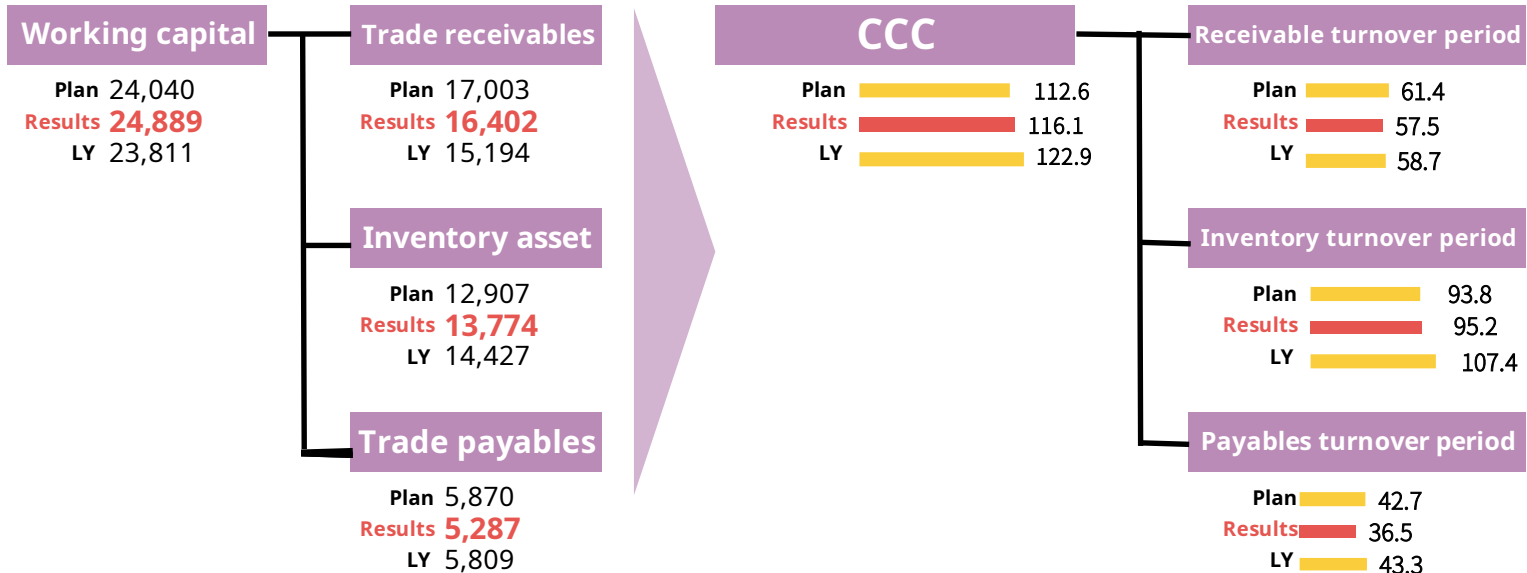 Working capital
Plan 24,040
Results 24,889
LY 23,811
Trade receivables
Plan 17,003
Results 16,402
LY 15,194
Inventory asset
Plan 12,907
Results 13,774
LY 14,427
Trade payables
Plan 5,870
Results 5,287
LY 5,809
CCC
Plan 112.6
Results 116.1
LY 122.9
Receivable turnover period
Plan 61.4
Results 57.5
LY 58.7
Inventory turnover period
Plan 93.8
Results 95.2
LY 107.4
Payables turnover period
Plan 42.7
Results 36.5
LY 43.3